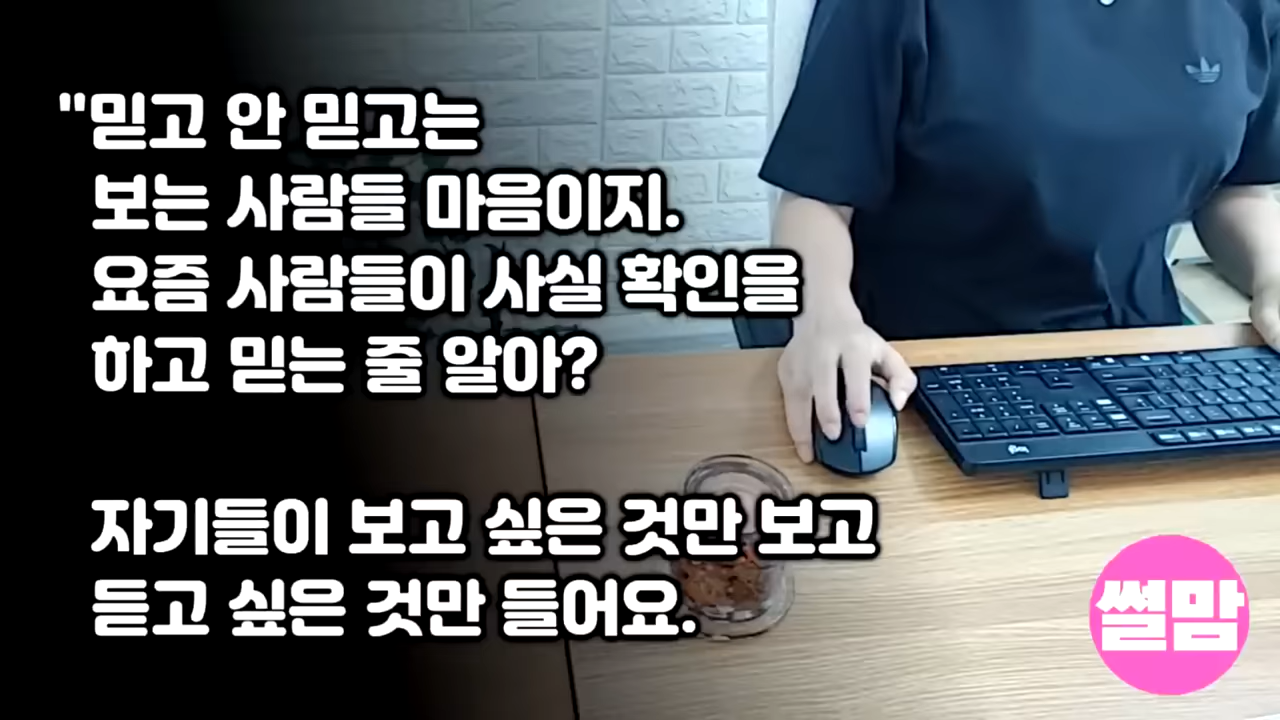 "믿고 안 믿고는
보는 사람들 마음이지.
요즘 사람들이 사실 확인을
하고 믿는 줄 알아?
자기들이 보고 싶은 것만 보고
듣고 싶은 것만 들어요.
썰맘